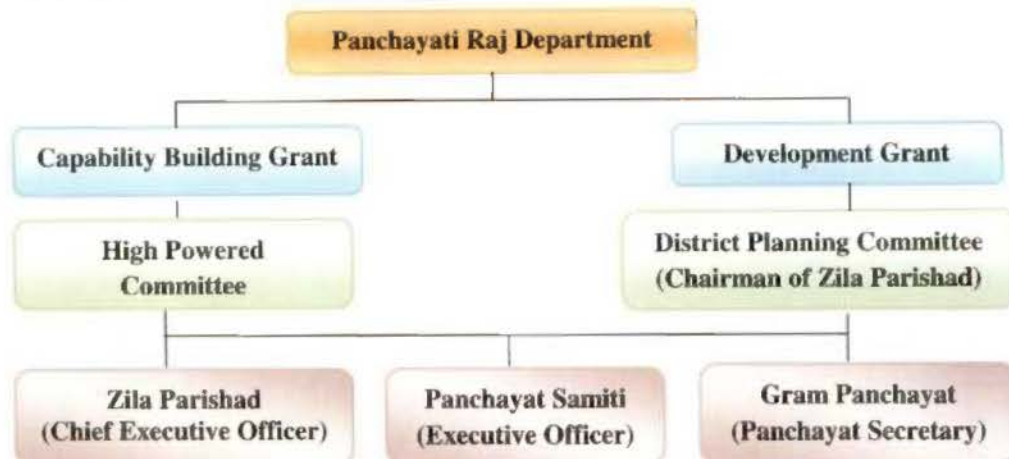 Panchayati Raj Department
Capability Building Grant
Development Grant
High Powered
Committee
District Planning Committee
(Chairman of Zila Parishad)
Zila Parishad
(Chief Executive Officer)
Panchayat Samiti
(Executive Officer)
Gram Panchayat
(Panchayat Secretary)